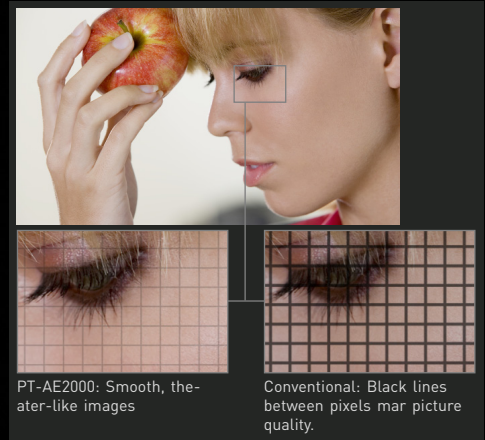 PT-AE2000: Smooth, the-
ater-like images
Conventional: Black lines
between pixels mar picture
quality.